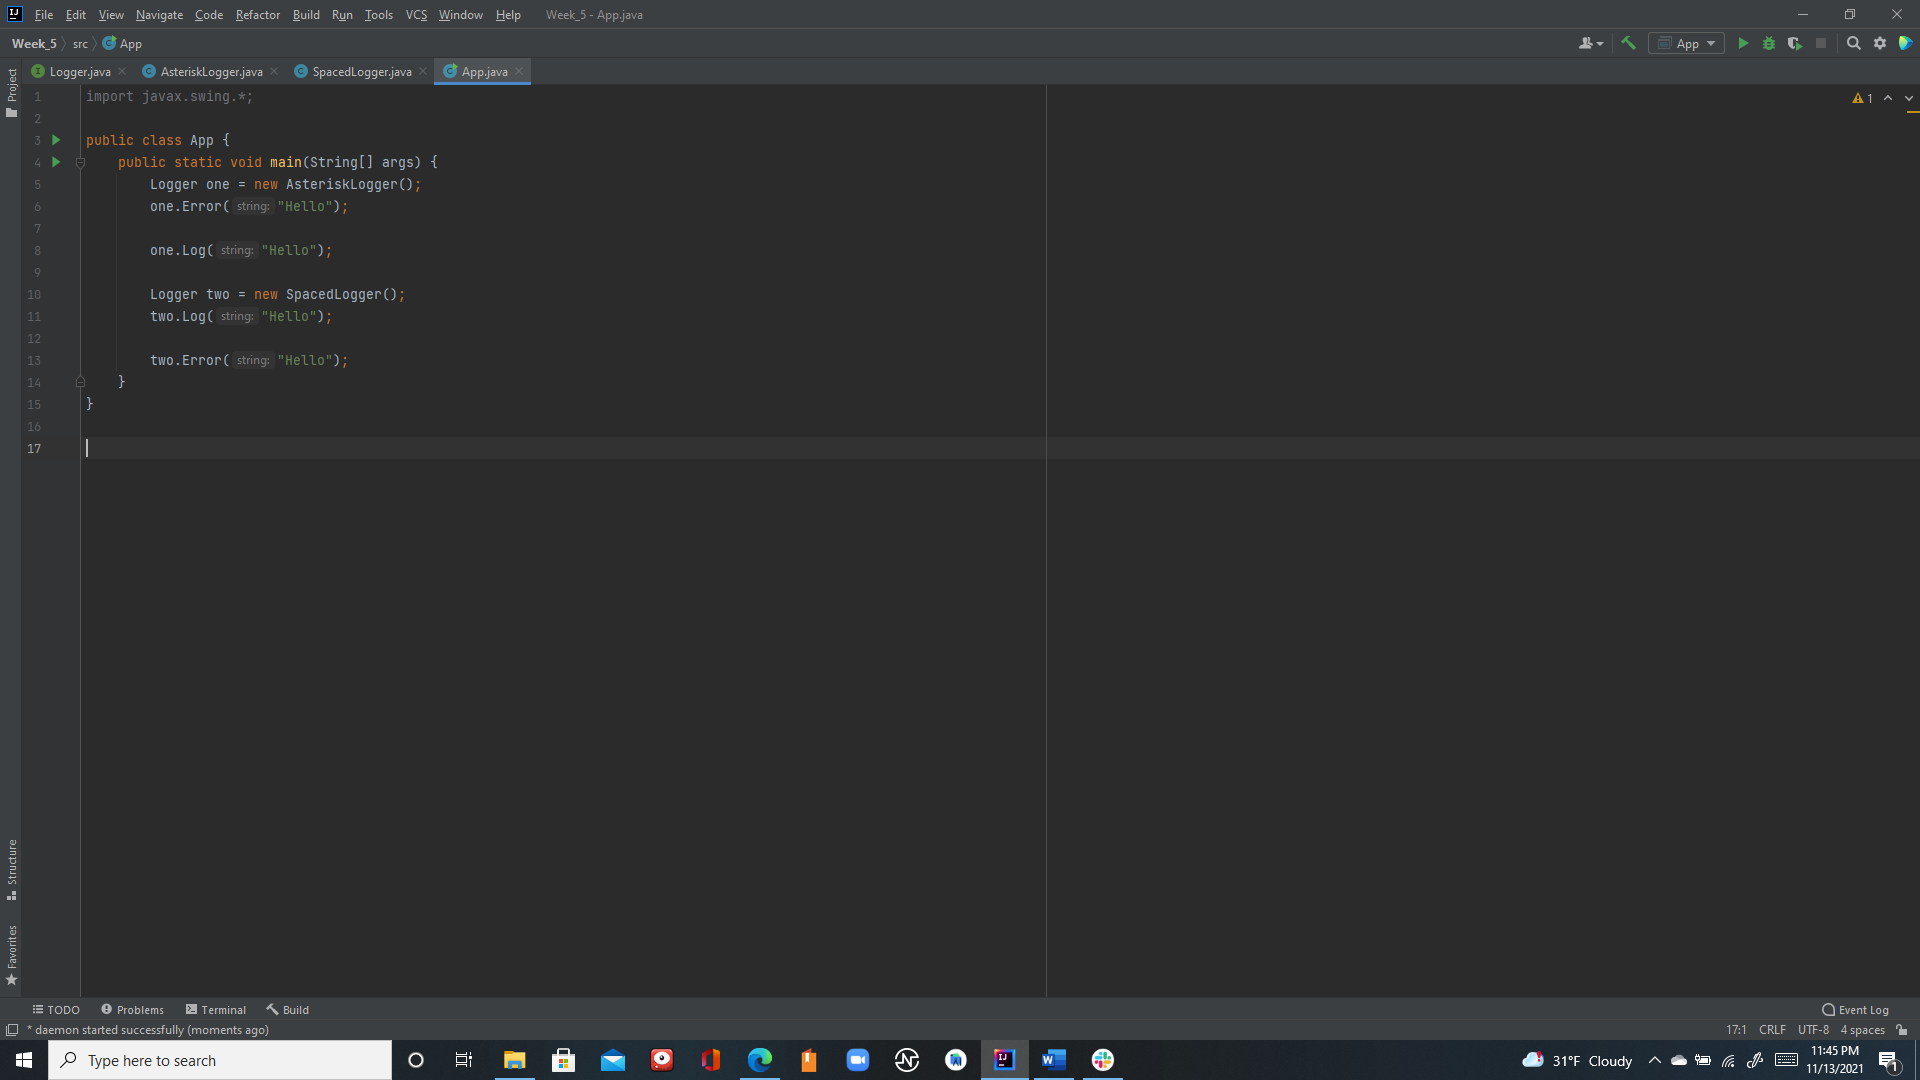 File Edit View Navigate Code Refactor Build Run Tools VCS Window Help Week_5 - App.java
Week_5 src App
App
Logger.java AsteriskLogger.java SpacedLogger.java App.java
Project
1 import javax.swing.*;
1
2
3 public class App {
4 public static void main(String[] args) {
5 Logger one = new AsteriskLogger();
6 one.Error( string: "Hello");
7
8 one.Log( string: "Hello");
9
10 Logger two = new SpacedLogger();
11 two.Log( string: "Hello");
12
13 two.Error( string: "Hello");
14 }
15 }
16
17
Structure
Favorites
TODO Problems Terminal Build Event Log
* daemon started successfully (moments ago) 17:1 CRLF UTF-8 4 spaces
Type here to search 31°F Cloudy 11:45 PM
11/13/2021 1